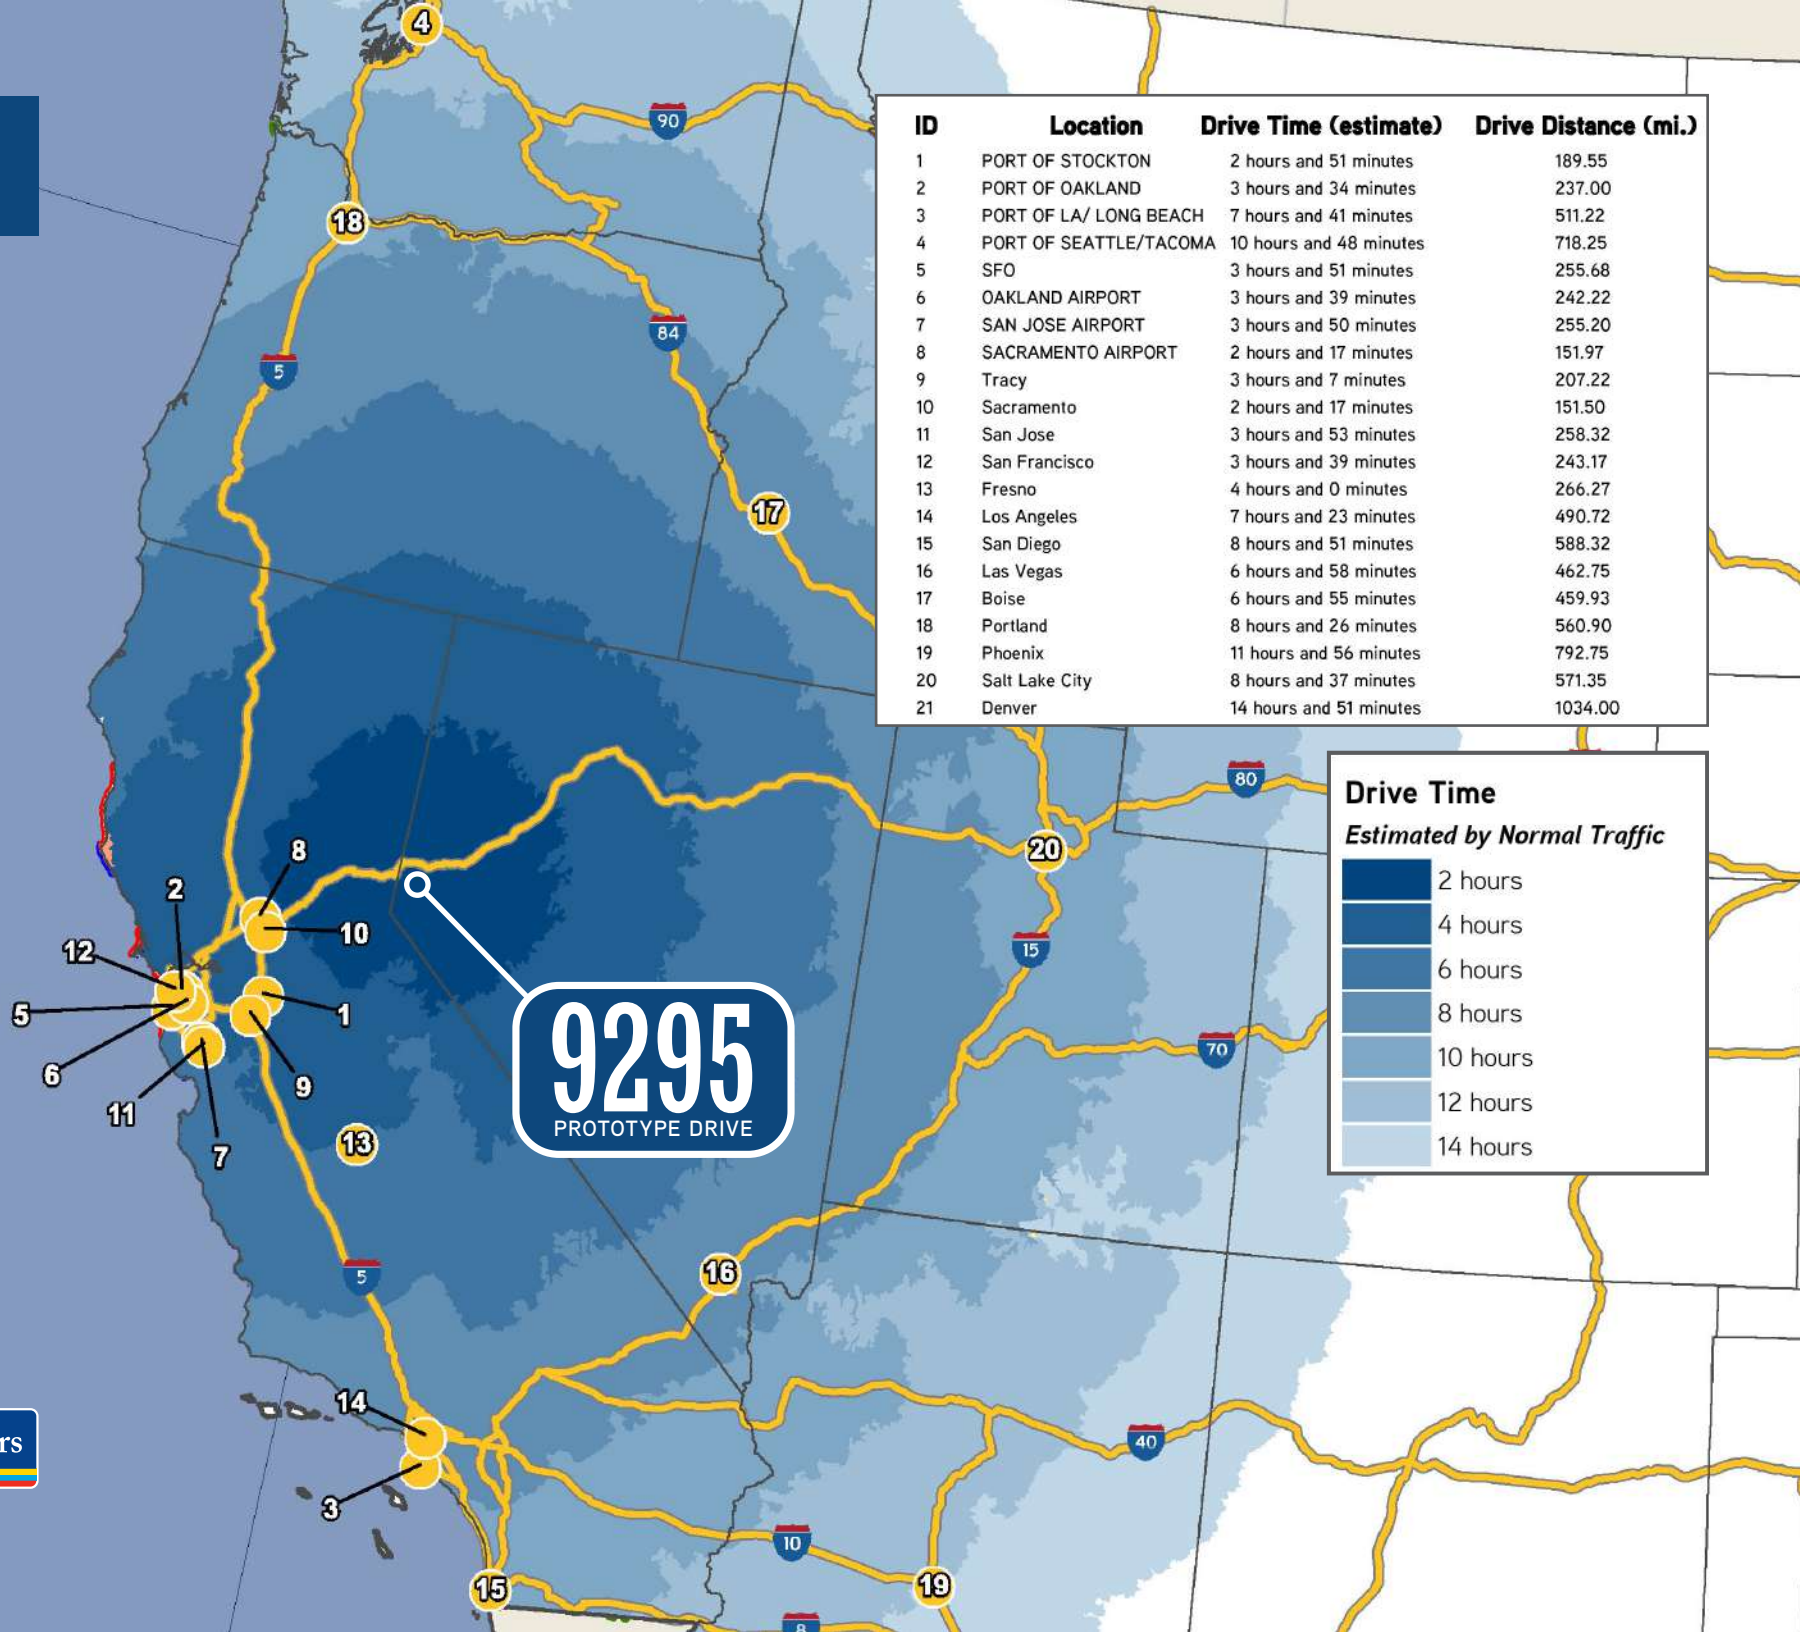 4
90
18
84
5
17
ID Location Drive Time (estimate) Drive Distance (mi.)
1 PORT OF STOCKTON 2 hours and 51 minutes 189.55
2 PORT OF OAKLAND 3 hours and 34 minutes 237.00
3 PORT OF LA/ LONG BEACH 7 hours and 41 minutes 511.22
4 PORT OF SEATTLE/TACOMA 10 hours and 48 minutes 718.25
5 SFO 3 hours and 51 minutes 255.68
6 OAKLAND AIRPORT 3 hours and 39 minutes 242.22
7 SAN JOSE AIRPORT 3 hours and 50 minutes 255.20
8 SACRAMENTO AIRPORT 2 hours and 17 minutes 151.97
9 Tracy 3 hours and 7 minutes 207.22
10 Sacramento 2 hours and 17 minutes 151.50
11 San Jose 3 hours and 53 minutes 258.32
12 San Francisco 3 hours and 39 minutes 243.17
13 Fresno 4 hours and 0 minutes 266.27
14 Los Angeles 7 hours and 23 minutes 490.72
15 San Diego 8 hours and 51 minutes 588.32
16 Las Vegas 6 hours and 58 minutes 462.75
17 Boise 6 hours and 55 minutes 459.93
18 Portland 8 hours and 26 minutes 560.90
19 Phoenix 11 hours and 56 minutes 792.75
20 Salt Lake City 8 hours and 37 minutes 571.35
21 Denver 14 hours and 51 minutes 1034.00
80
Drive Time
Estimated by Normal Traffic
2 hours
4 hours
6 hours
8 hours
10 hours
12 hours
14 hours
8
20
2
10
12
15
5
1
9295
PROTOTYPE DRIVE
70
6
9
11
13
7
16
5
14
rs
40
3
10
15
19
8